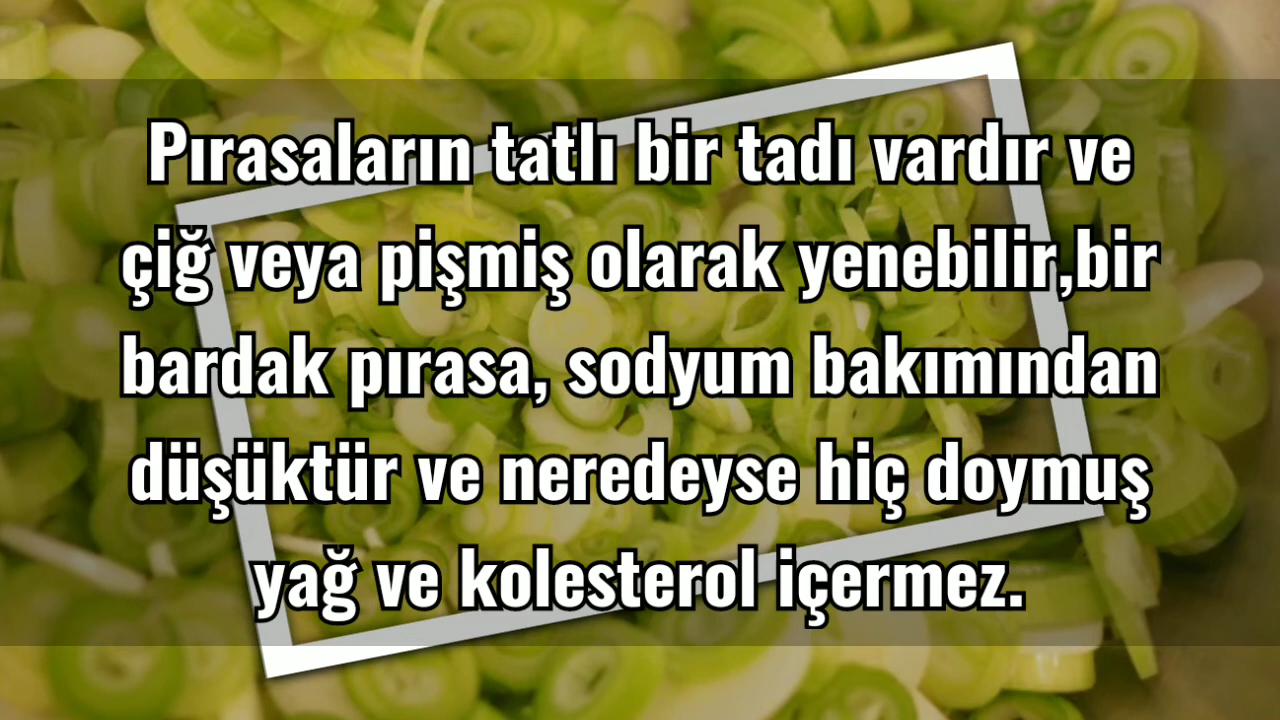 Pırasaların tatlı bir tadı vardır ve
çiğ veya pişmiş olarak yenebilir,bir
bardak pırasa, sodyum bakımından
düşüktür ve neredeyse hiç doymuş
yağ ve kolesterol içermez.